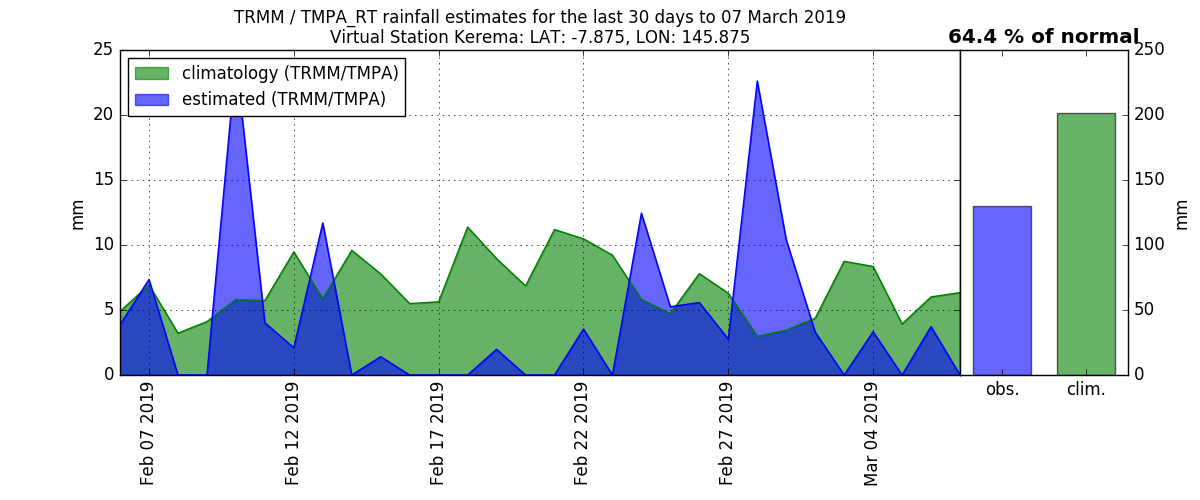 TRMM / TMPA_RT rainfall estimates for the last 30 days to 07 March 2019
Virtual Station Kerema: LAT: -7.875, LON: 145.875
64.4 % of normal
climatology (TRMM/TMPA)
estimated (TRMM/TMPA)
25
20
15
10
5
0
mm
Feb 07 2019
Feb 12 2019
Feb 17 2019
Feb 22 2019
Feb 27 2019
Mar 04 2019
obs.
clim.
250
200
150
100
50
0
mm